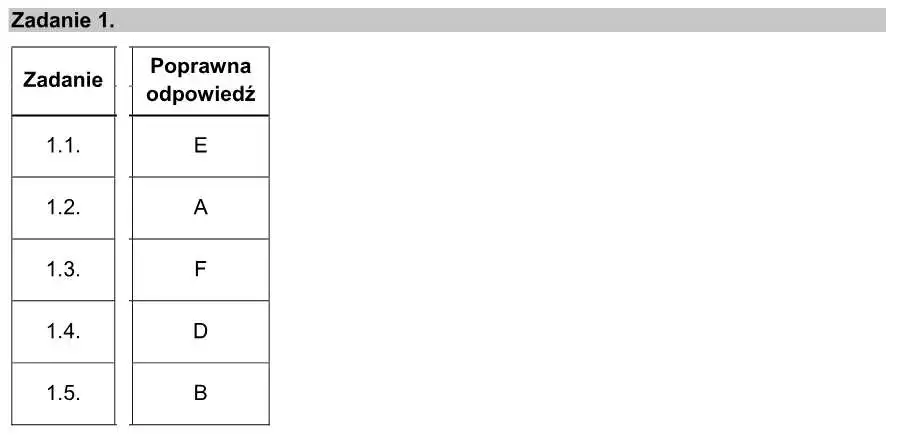 Zadanie 1.
Zadanie
Poprawna
odpowiedź
1.1. E
1.2. A
1.3. F
1.4. D
1.5. B